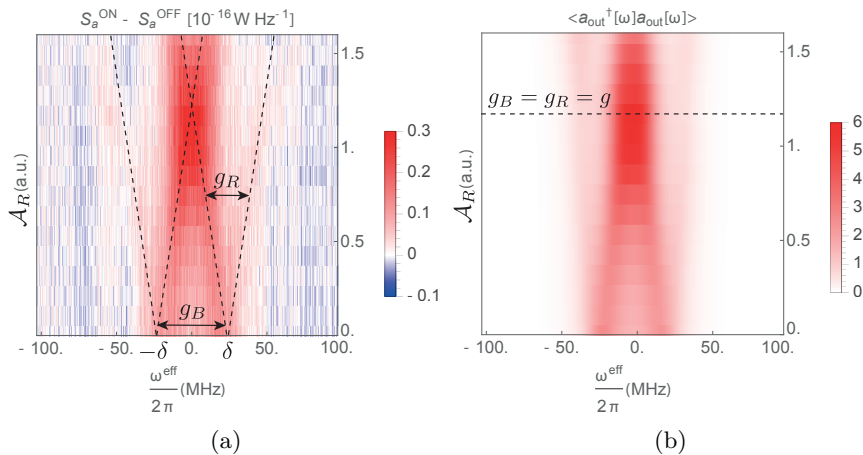 S_a^ON - S_a^OFF [10^-16 W Hz^-1]
1.5
1.
0.5
0.
A_R (a.u.)
g_R
g_B
- 100.
- 50.
0.
50.
100.
−δ
δ
ω^eff
2 π
(MHz)
0.3
0.2
0.1
0
- 0.1
(a)
<a_out†[ω]a_out[ω]>
g_B = g_R = g
1.5
1.
0.5
0.
A_R (a.u.)
- 100.
- 50
0.
50.
100.
ω^eff
2 π
(MHz)
6
5
4
3
2
1
0
(b)